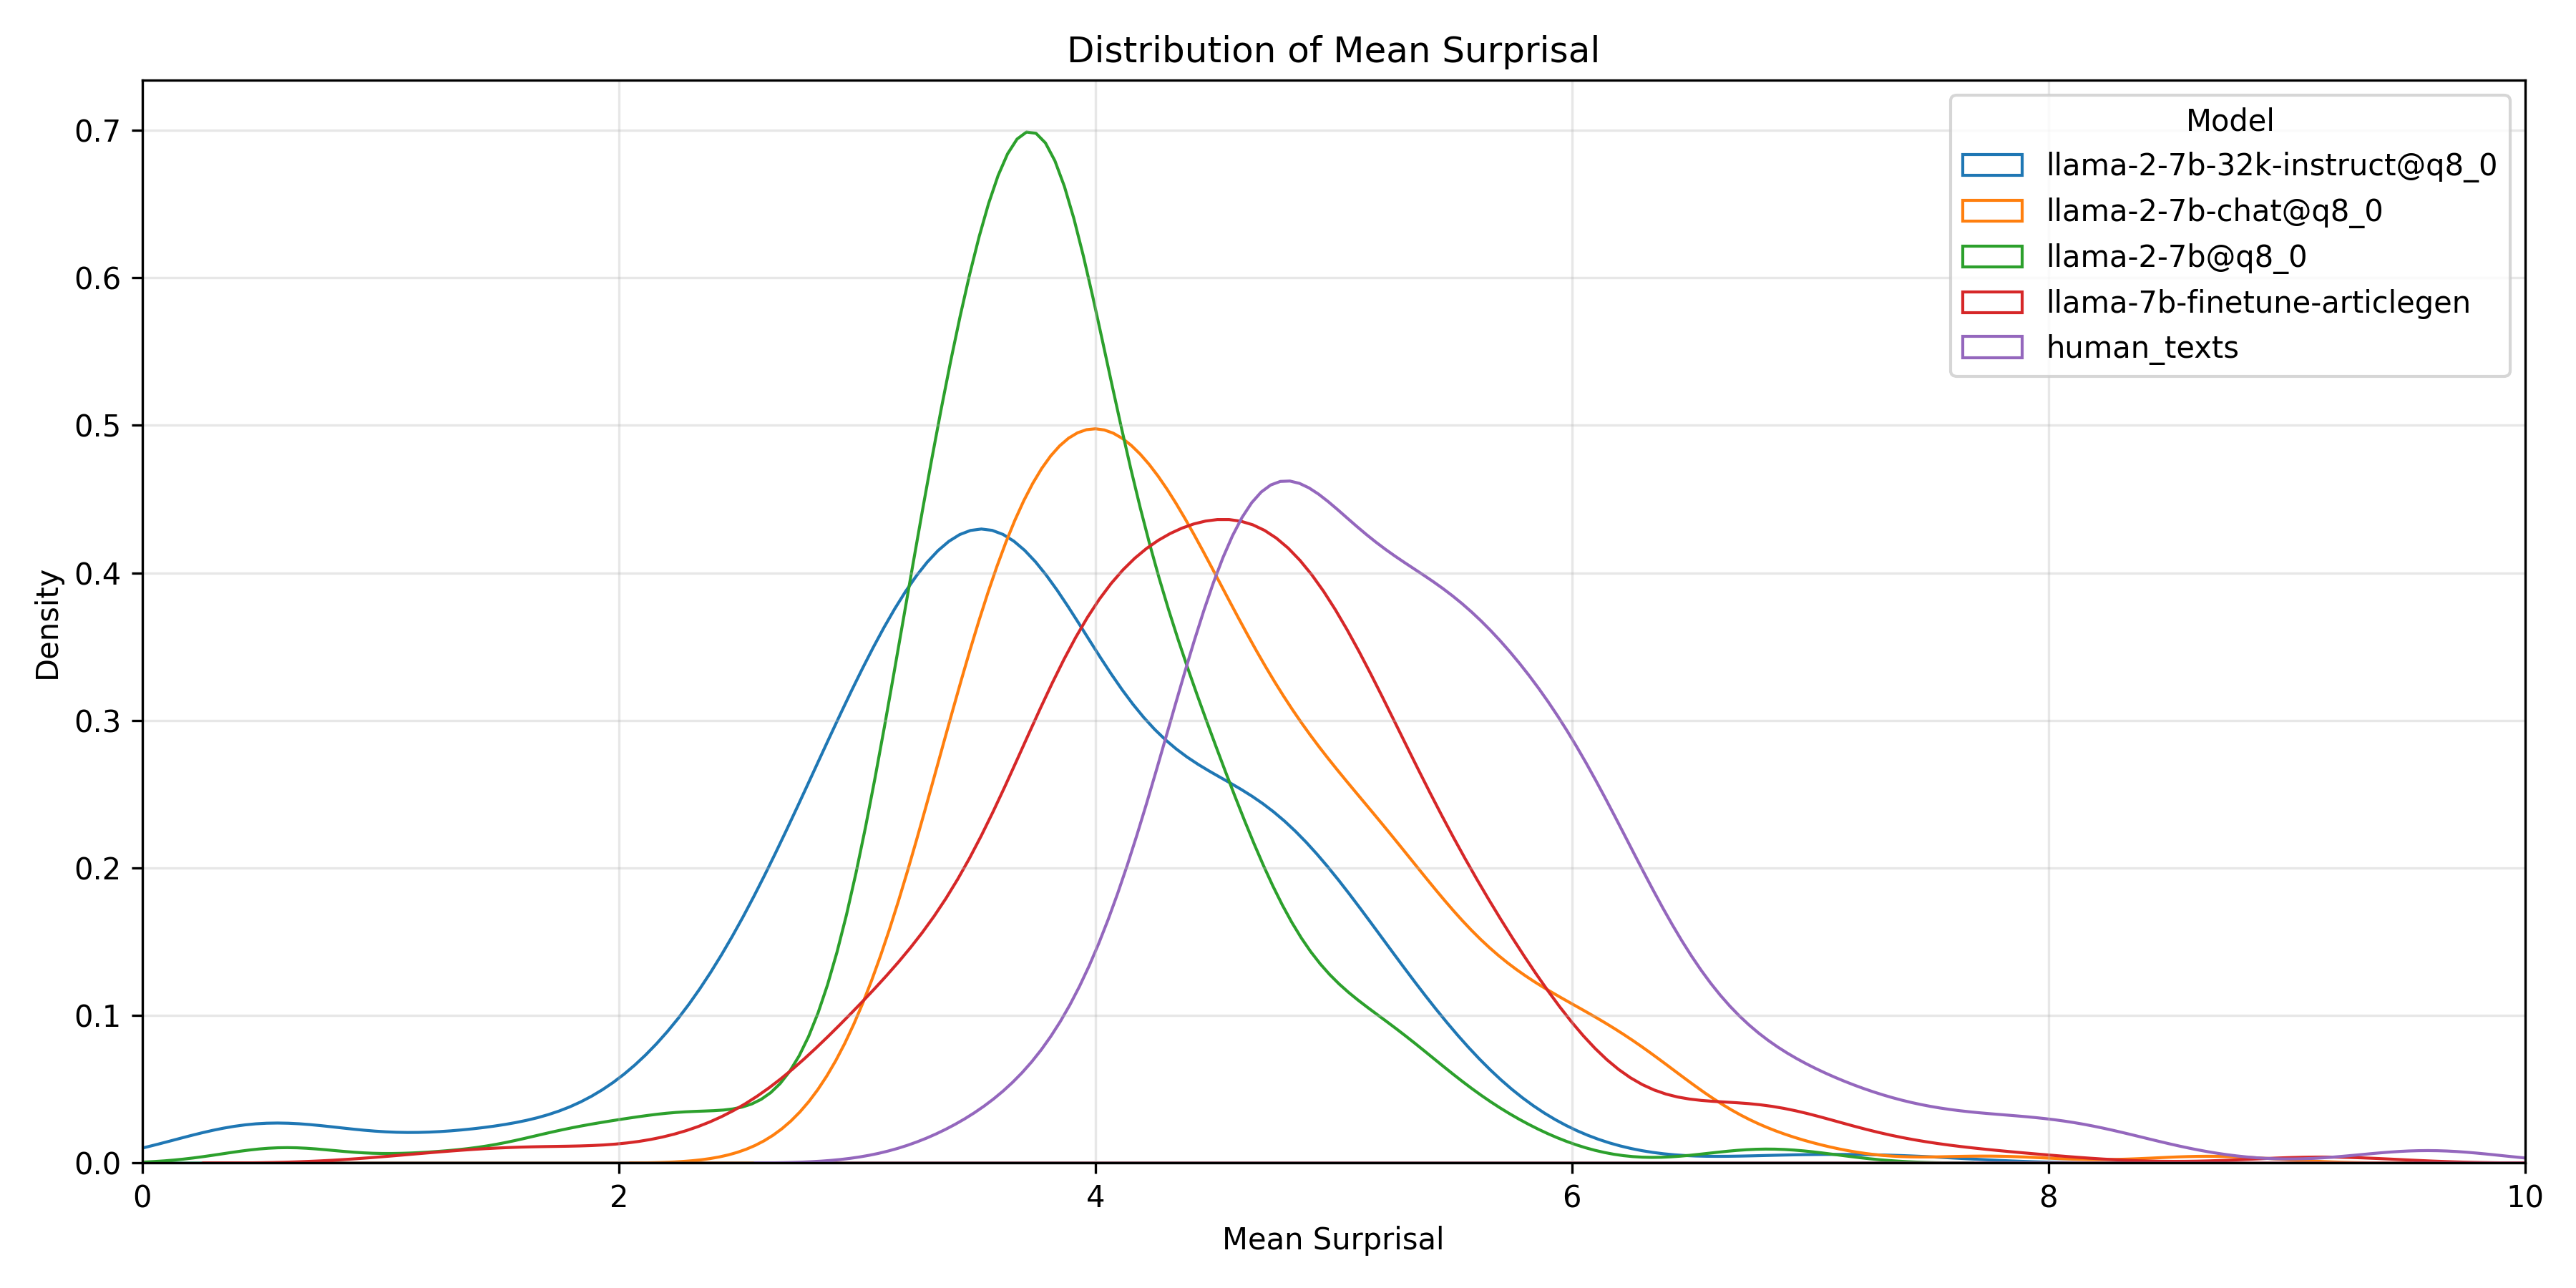 Distribution of Mean Surprisal
Model
llama-2-7b-32k-instruct@q8_0
llama-2-7b-chat@q8_0
llama-2-7b@q8_0
llama-7b-finetune-articlegen
human_texts
Density
0.7
0.6
0.5
0.4
0.3
0.2
0.1
0.0
0 2 4 6 8 10
Mean Surprisal